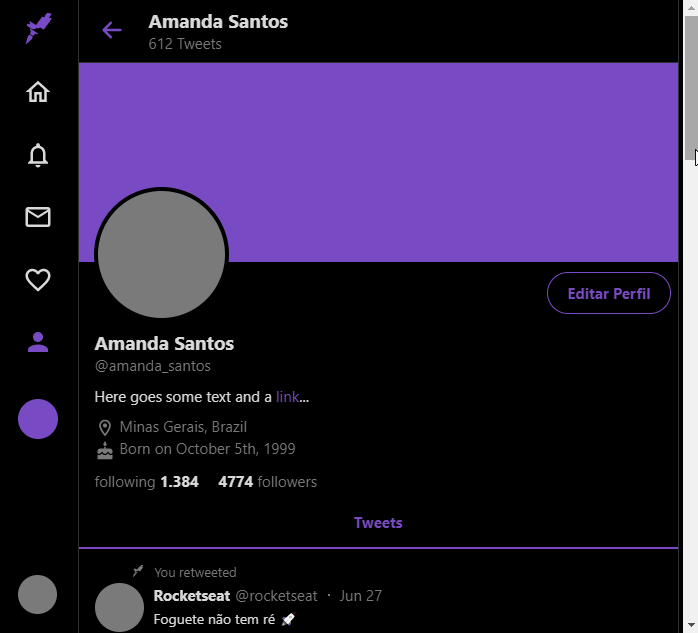 Amanda Santos
612 Tweets
Editar Perfil
Amanda Santos
@amanda_santos
Here goes some text and a link...
Minas Gerais, Brazil
Born on October 5th, 1999
following 1.384 4774 followers
Tweets
You retweeted
Rocketseat @rocketseat · Jun 27
Foguete não tem ré 🚀